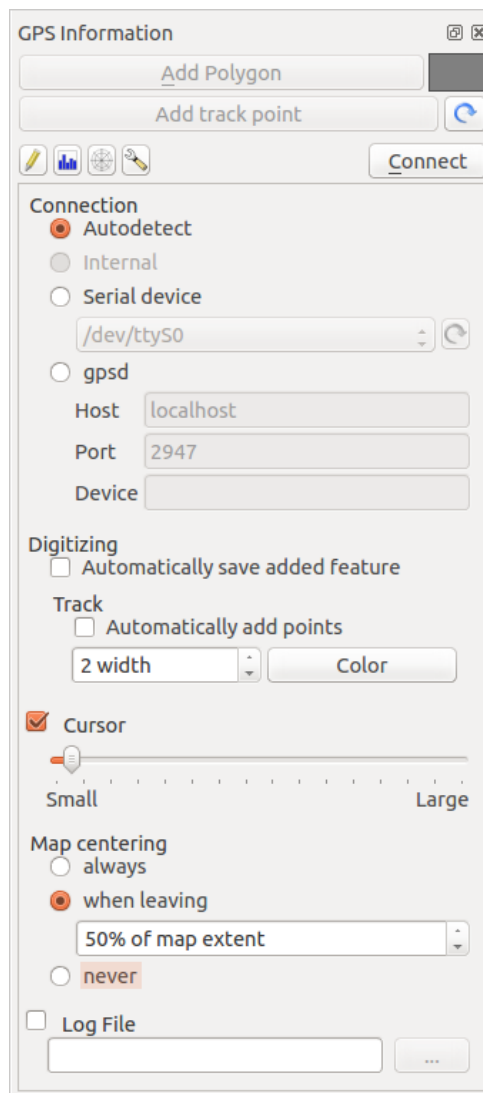 GPS Information
Add Polygon
Add track point
Connect
Connection
Autodetect
Internal
Serial device
/dev/ttyS0
gpsd
Host localhost
Port 2947
Device
Digitizing
Automatically save added feature
Track
Automatically add points
2 width Color
Cursor
Small Large
Map centering
always
when leaving
50% of map extent
never
Log File
...